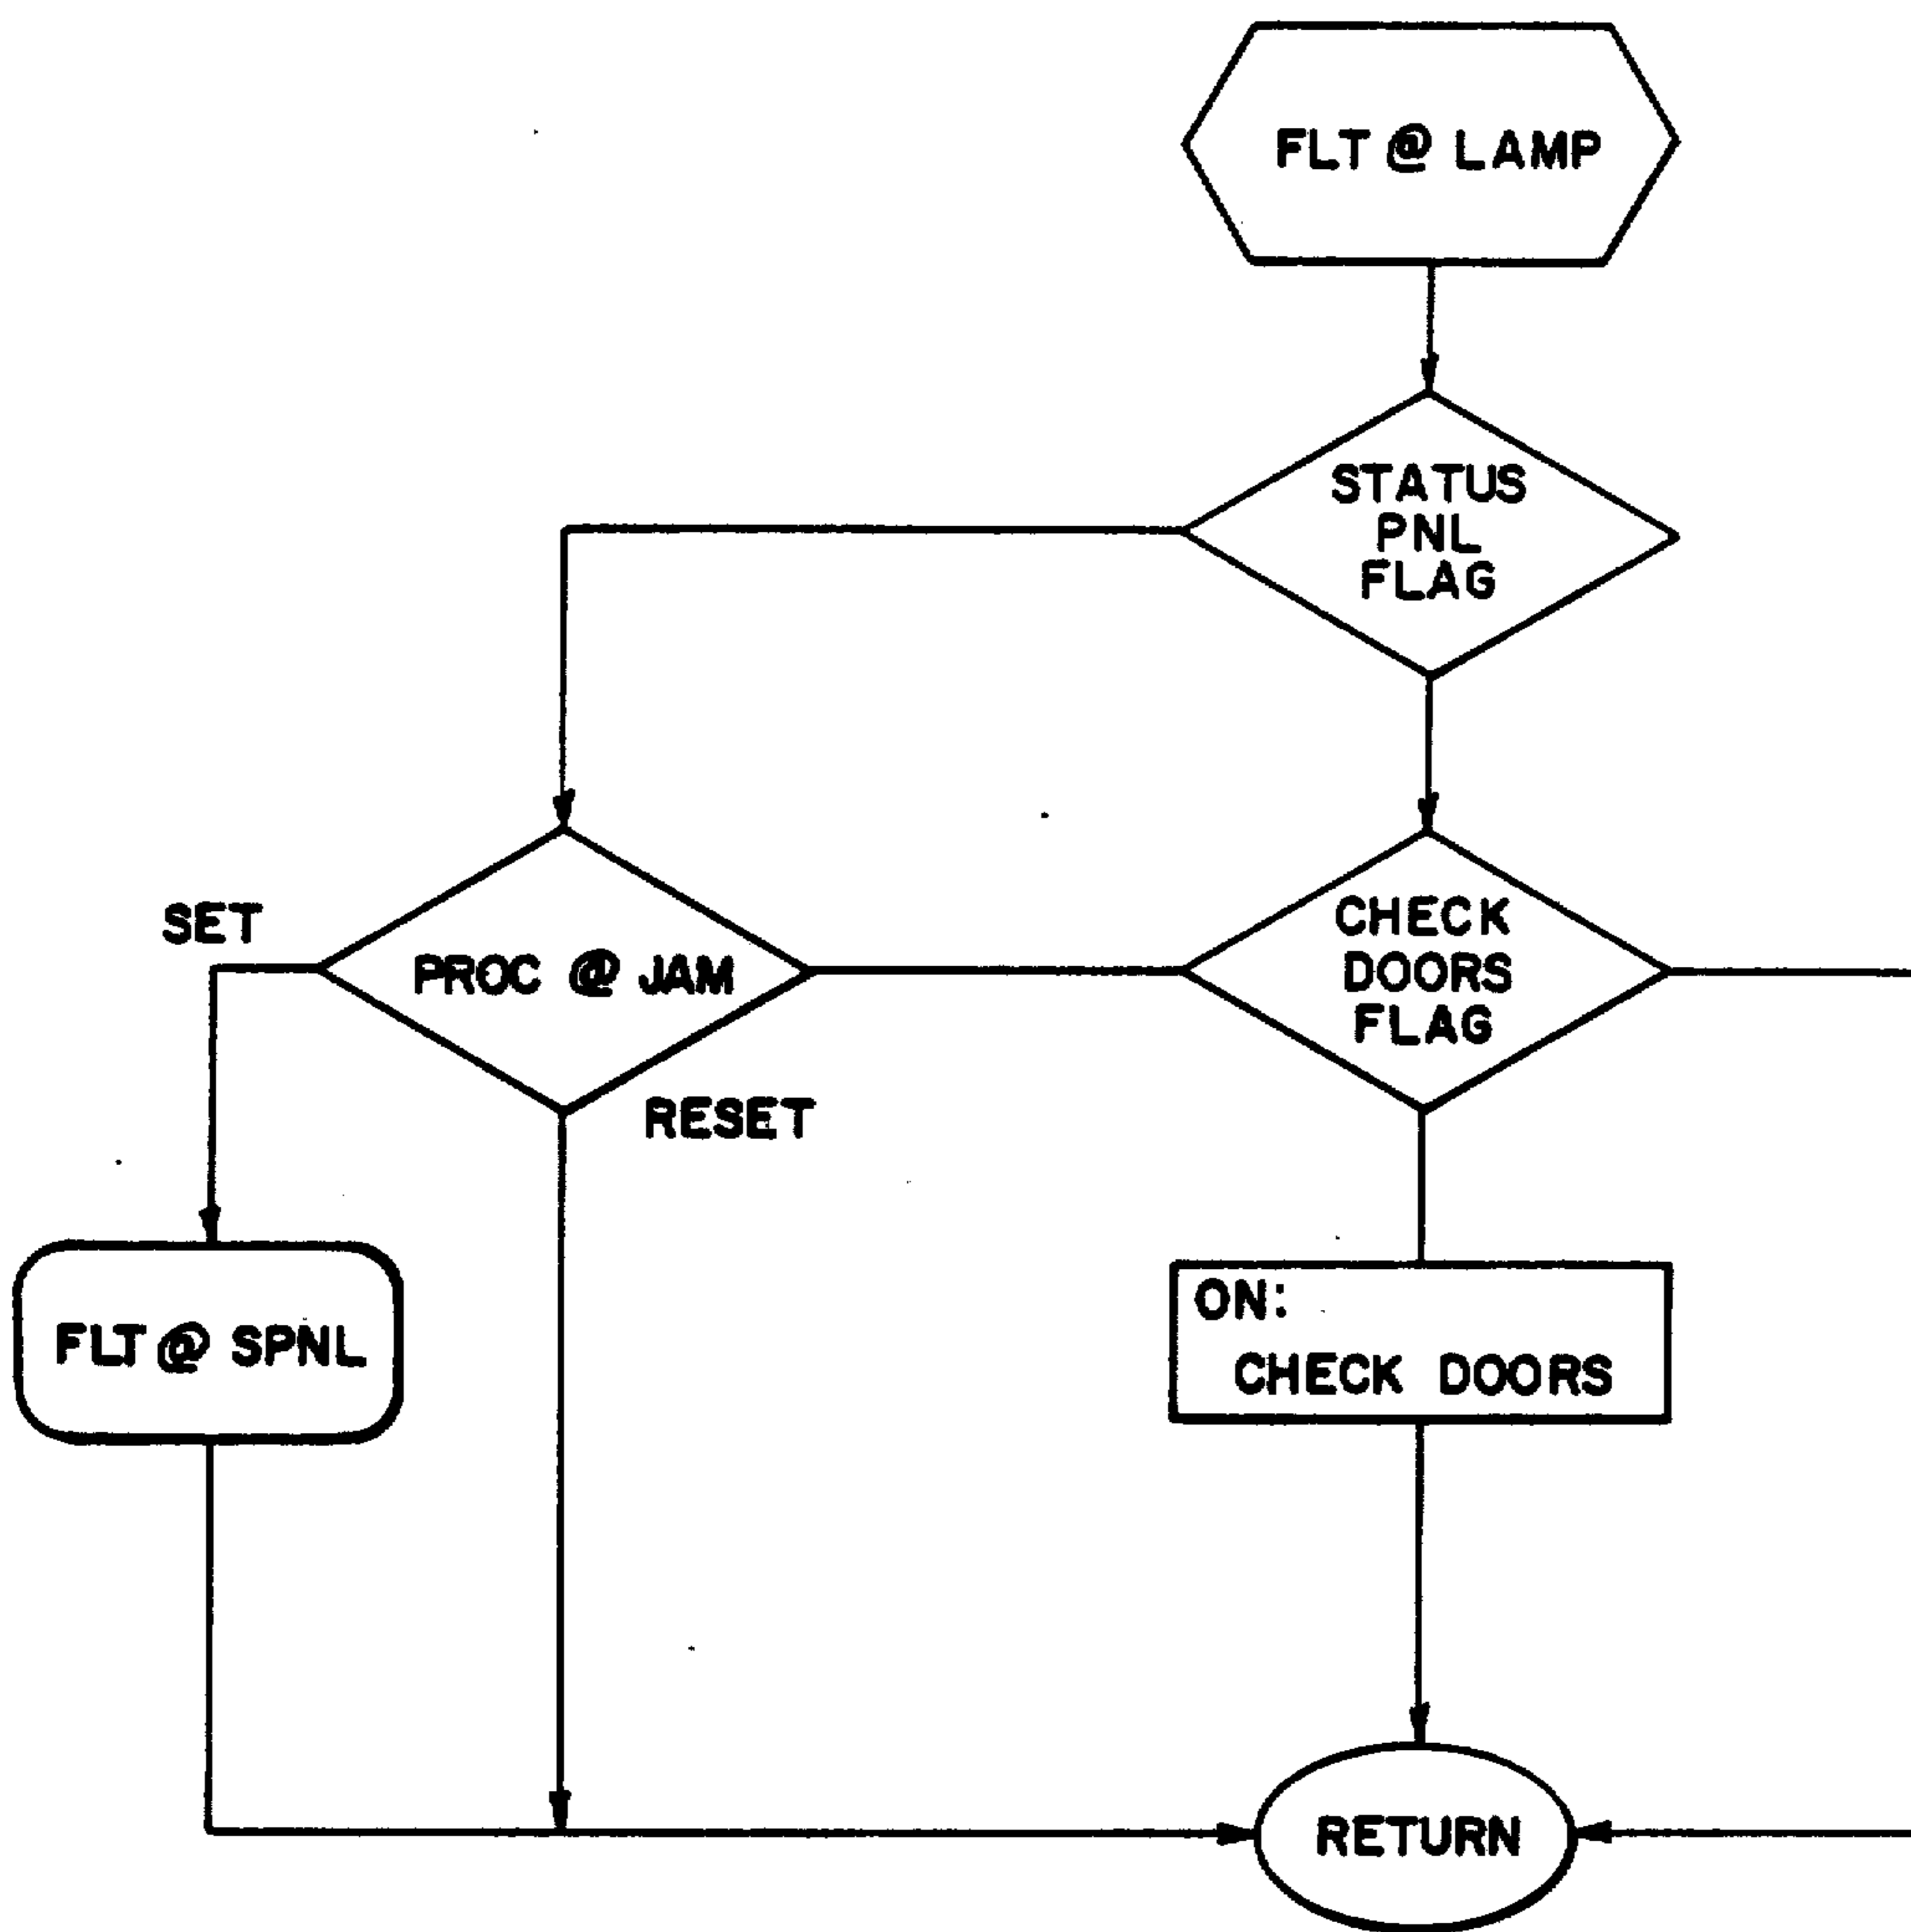 FLT @ LAMP
STATUS
PNL
FLAG
SET
PROC @ JAM
CHECK
DOORS
FLAG
RESET
FLT @ SPNL
ON:
CHECK DOORS
RETURN